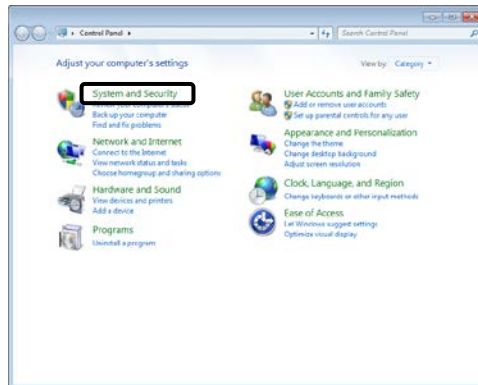 Control Panel
Search Control Panel
Adjust your computer's settings
View by: Category
System and Security
Review your computer's status
Back up your computer
Find and fix problems
Network and Internet
Connect to the Internet
View network status and tasks
Choose homegroup and sharing options
Hardware and Sound
View devices and printers
Add a device
Programs
Uninstall a program
User Accounts and Family Safety
Add or remove user accounts
Set up parental controls for any user
Appearance and Personalization
Change the theme
Change desktop background
Adjust screen resolution
Clock, Language, and Region
Change keyboards or other input methods
Ease of Access
Let Windows suggest settings
Optimize visual display